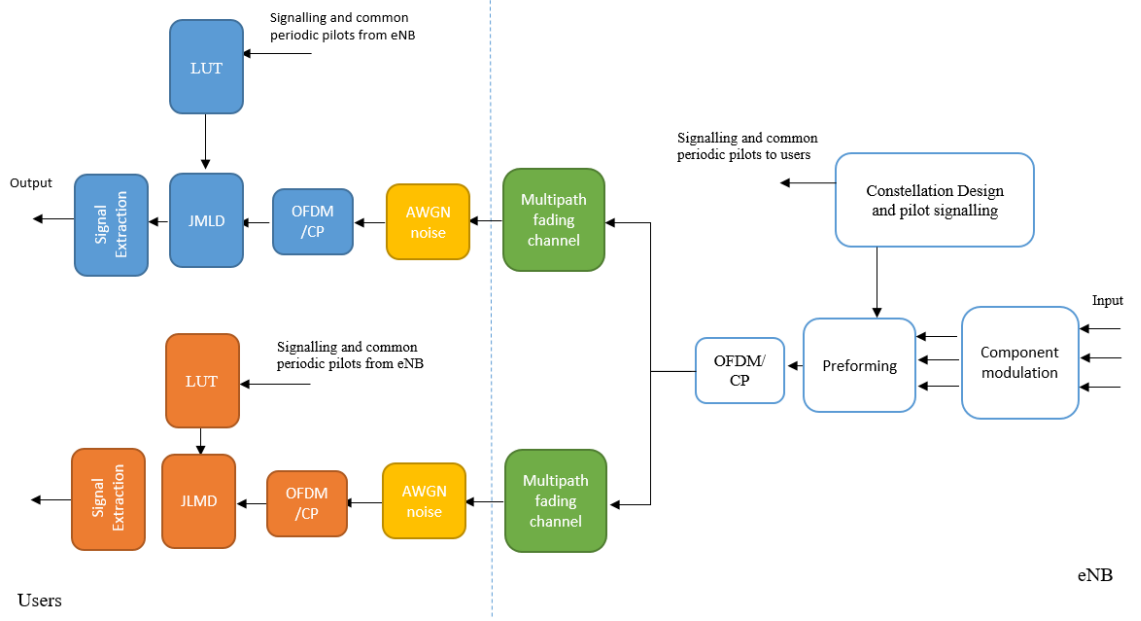 Signalling and common
periodic pilots from eNB
LUT
Signalling and common
periodic pilots to users
Constellation Design
and pilot signalling
Output
Signal
Extraction
JMLD
OFDM
/CP
AWGN
noise
Multipath
fading
channel
Input
Signalling and common
periodic pilots from eNB
LUT
OFDM/
CP
Preforming
Component
modulation
Signal
Extraction
JLMD
OFDM
/CP
AWGN
noise
Multipath
fading
channel
eNB
Users